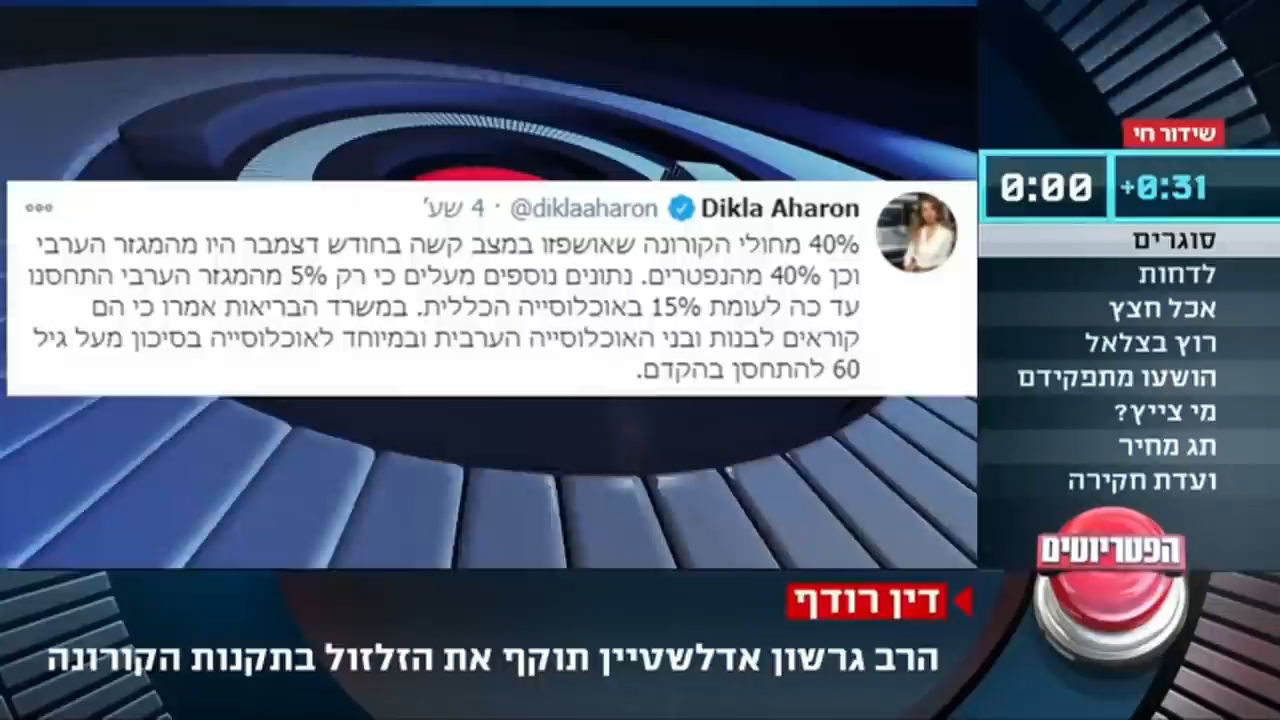 Dikla Aharon @diklaaharon · 4 שע'
40% מחולי הקורונה שאושפזו במצב קשה בחודש דצמבר היו מהמגזר הערבי
וכן 40% מהנפטרים. נתונים נוספים מעלים כי רק 5% מהמגזר הערבי התחסנו
עד כה לעומת 15% באוכלוסייה הכללית. במשרד הבריאות אמרו כי הם
קוראים לבנות ובני האוכלוסייה הערבית ובמיוחד לאוכלוסייה בסיכון מעל גיל
60 להתחסן בהקדם.
שידור חי
0:00 +0:31
סוגרים
לדחות
אכל חצץ
רוץ בצלאל
הושעו מתפקידם
מי צייץ?
תג מחיר
ועדת חקירה
הפטריוטים
דין רודף
הרב גרשון אדלשטיין תוקף את הזלזול בתקנות הקורונה